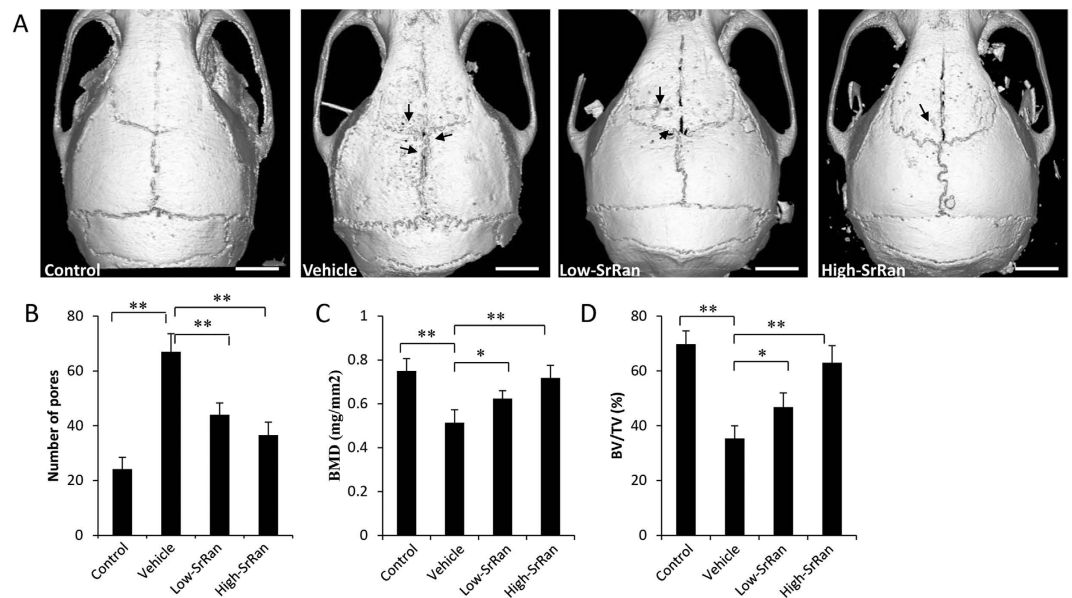 A
Control
Vehicle
Low-SrRan
High-SrRan
B
Number of pores
80
60
40
20
0
**
**
**
Control
Vehicle
Low-SrRan
High-SrRan
C
BMD (mg/mm2)
1
0.8
0.6
0.4
0.2
0
**
**
*
Control
Vehicle
Low-SrRan
High-SrRan
D
BV/TV (%)
80
60
40
20
0
**
**
*
Control
Vehicle
Low-SrRan
High-SrRan